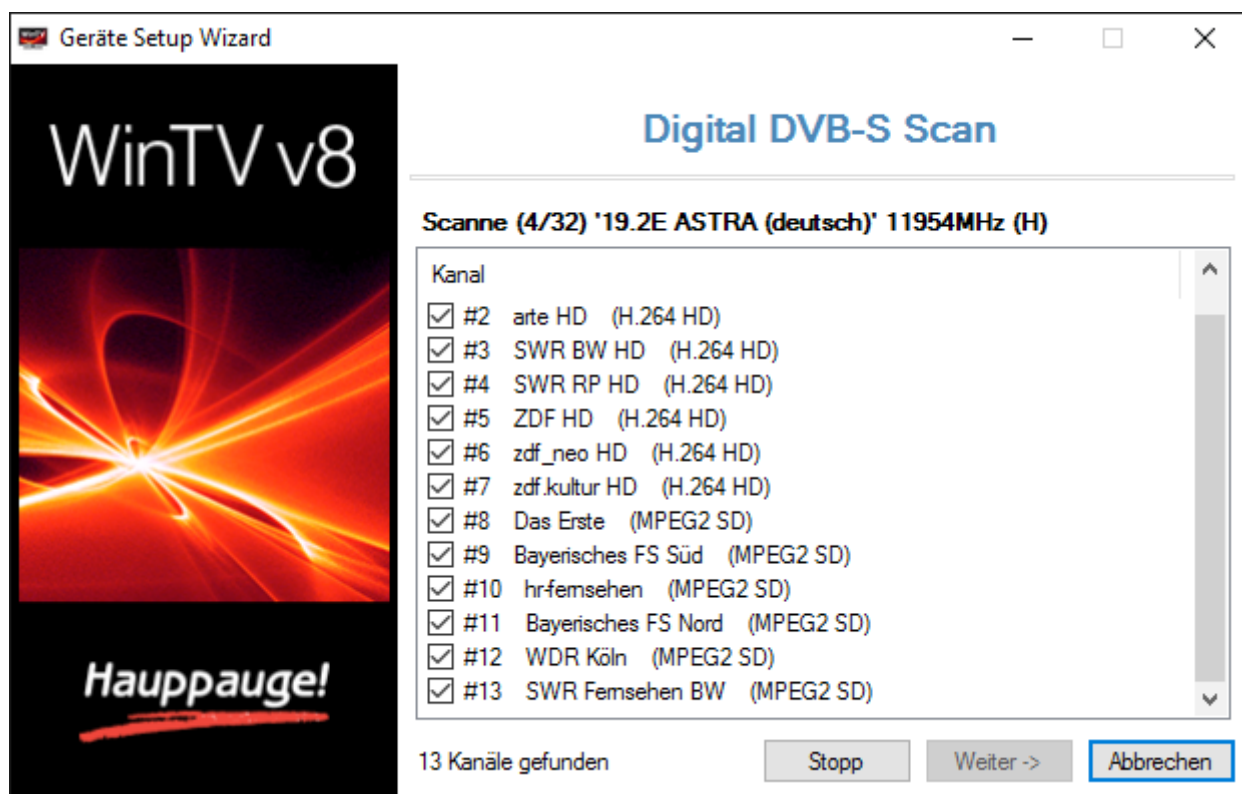 Geräte Setup Wizard
WinTV v8
Hauppauge!
Digital DVB-S Scan
Scanne (4/32) '19.2E ASTRA (deutsch)' 11954MHz (H)
Kanal
#2 arte HD (H.264 HD)
#3 SWR BW HD (H.264 HD)
#4 SWR RP HD (H.264 HD)
#5 ZDF HD (H.264 HD)
#6 zdf_neo HD (H.264 HD)
#7 zdf.kultur HD (H.264 HD)
#8 Das Erste (MPEG2 SD)
#9 Bayerisches FS Süd (MPEG2 SD)
#10 hr-fernsehen (MPEG2 SD)
#11 Bayerisches FS Nord (MPEG2 SD)
#12 WDR Köln (MPEG2 SD)
#13 SWR Fernsehen BW (MPEG2 SD)
13 Kanäle gefunden
Stopp
Weiter ->
Abbrechen